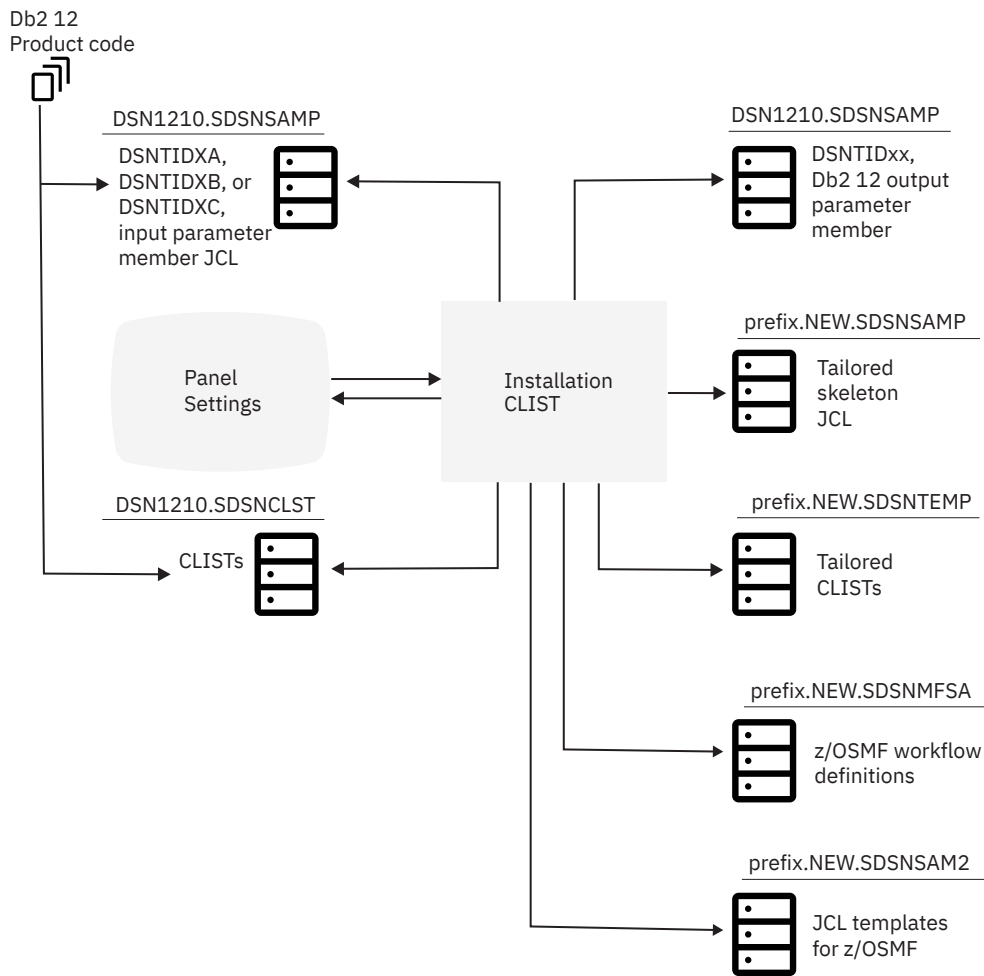 Db2 12
Product code
DSN1210.SDSNSAMP
DSNTIDXA,
DSNTIDXB, or
DSNTIDXC,
input parameter
member JCL
DSN1210.SDSNSAMP
DSNTIDxx,
Db2 12 output
parameter
member
Panel
Settings
Installation
CLIST
prefix.NEW.SDSNSAMP
Tailored
skeleton
JCL
DSN1210.SDSNCLST
CLISTs
prefix.NEW.SDSNTEMP
Tailored
CLISTs
prefix.NEW.SDSNMFSA
z/OSMF workflow
definitions
prefix.NEW.SDSNSAM2
JCL templates
for z/OSMF